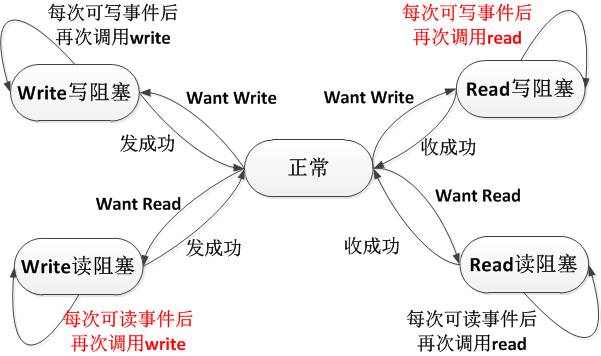 每次可写事件后
再次调用write
每次可写事件后
再次调用read
Write写阻塞
Want Write
Want Write
Read写阻塞
发成功
收成功
正常
Want Read
Want Read
发成功
收成功
Write读阻塞
Read读阻塞
每次可读事件后
再次调用write
每次可读事件后
再次调用read